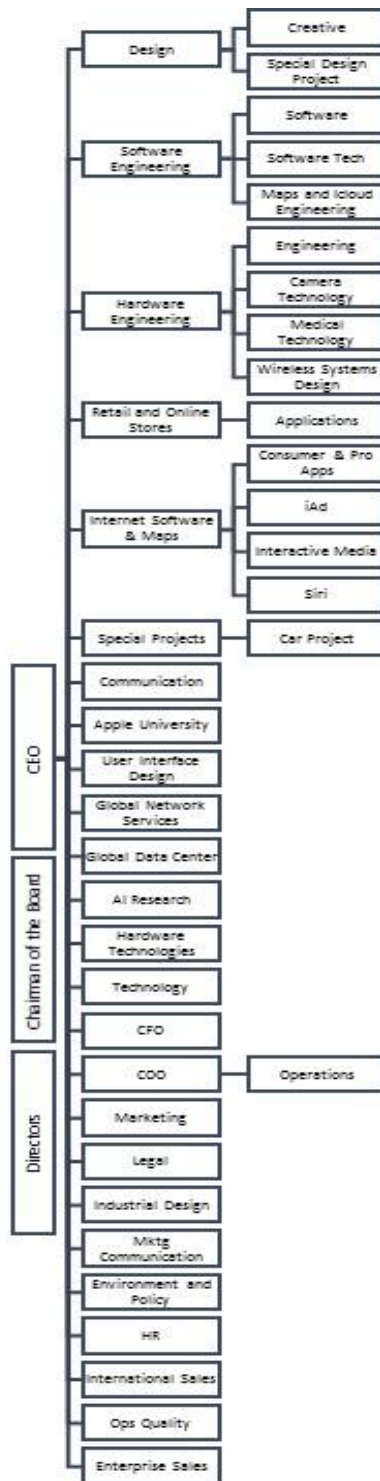 Creative
Design
Special Design
Project
Software
Software
Engineering
Software Tech
Maps and Icloud
Engineering
Engineering
Camera
Technology
Hardware
Engineering
Medical
Technology
Wireless Systems
Design
Retail and Online
Stores
Applications
Consumer & Pro
Apps
iAd
Internet Software
& Maps
Interactive Media
Siri
Special Projects
Car Project
CEO
Communication
Apple University
User Interface
Design
Global Network
Services
Global Data Center
Chairman of the Board
AI Research
Hardware
Technologies
Technology
CFO
Directors
COO
Operations
Marketing
Legal
Industrial Design
Mktg
Communication
Environment and
Policy
HR
International Sales
Ops Quality
Enterprise Sales